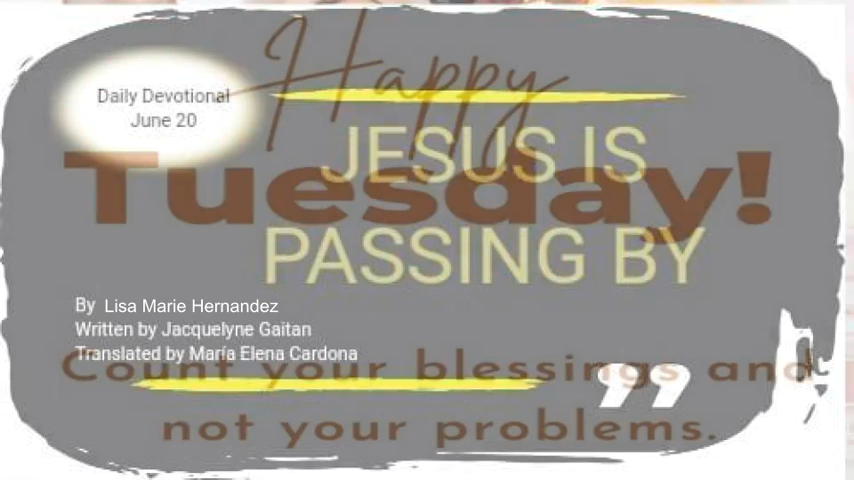 Happy
Daily Devotional
June 20
JESUS IS
Tuesday!
PASSING BY
By Lisa Marie Hernandez
Written by Jacquelyne Gaitan
Translated by María Elena Cardona
Count your blessings and
not your problems.
”